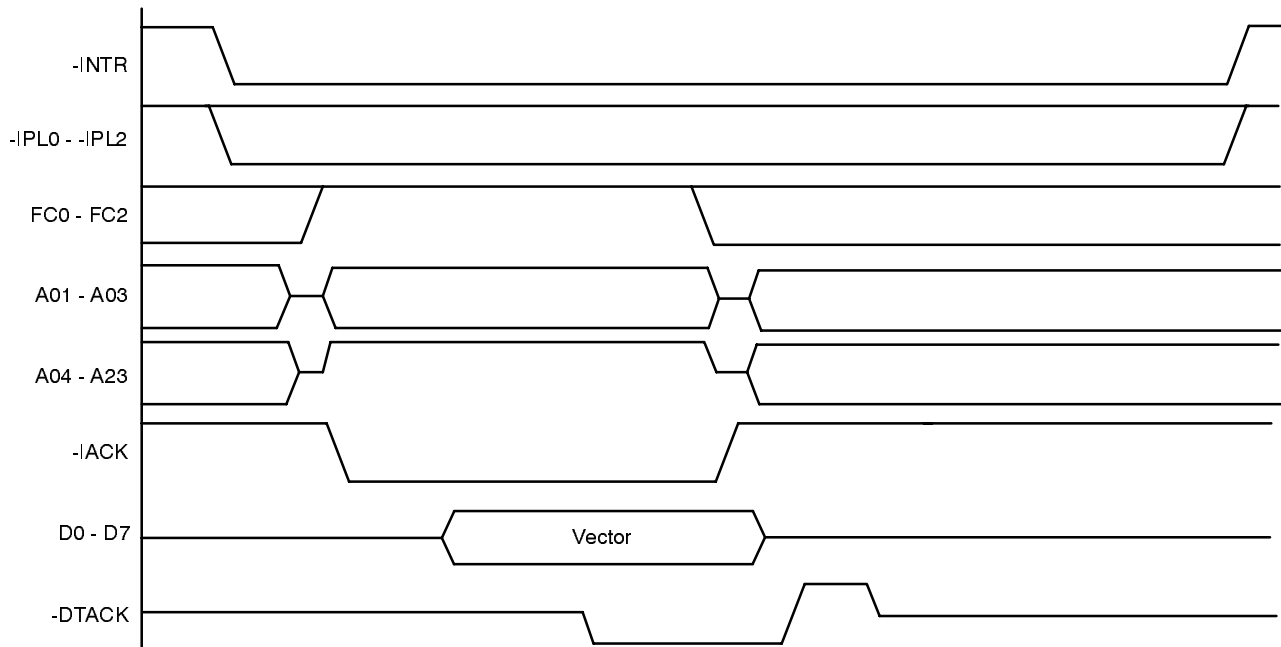 -INTR
-IPL0 - -IPL2
FC0 - FC2
A01 - A03
A04 - A23
-IACK
D0 - D7
Vector
-DTACK